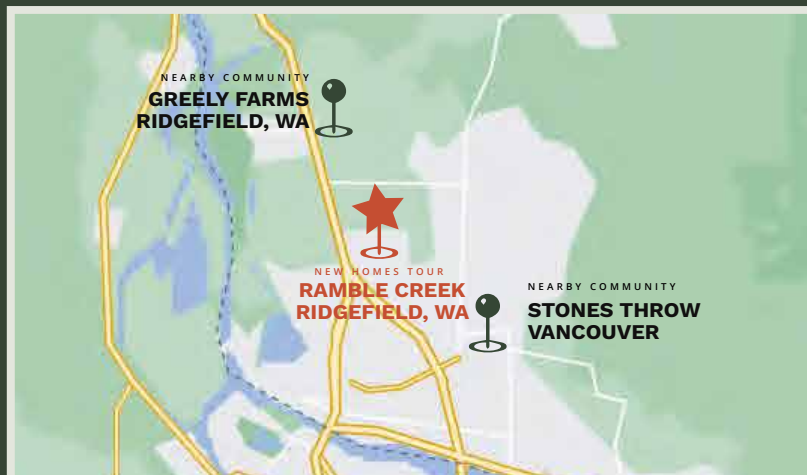 NEARBY COMMUNITY
GREELY FARMS
RIDGEFIELD, WA
NEW HOMES TOUR
RAMBLE CREEK
RIDGEFIELD, WA
NEARBY COMMUNITY
STONES THROW
VANCOUVER